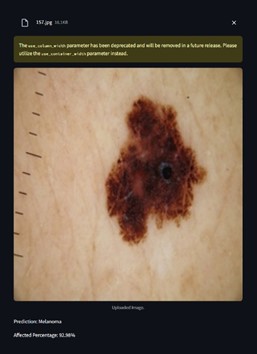 157.jpg 16.1KB
The use_column_width parameter has been deprecated and will be removed in a future release. Please
utilize the use_container_width parameter instead.
Uploaded Image.
Prediction: Melanoma
Affected Percentage: 92.98%